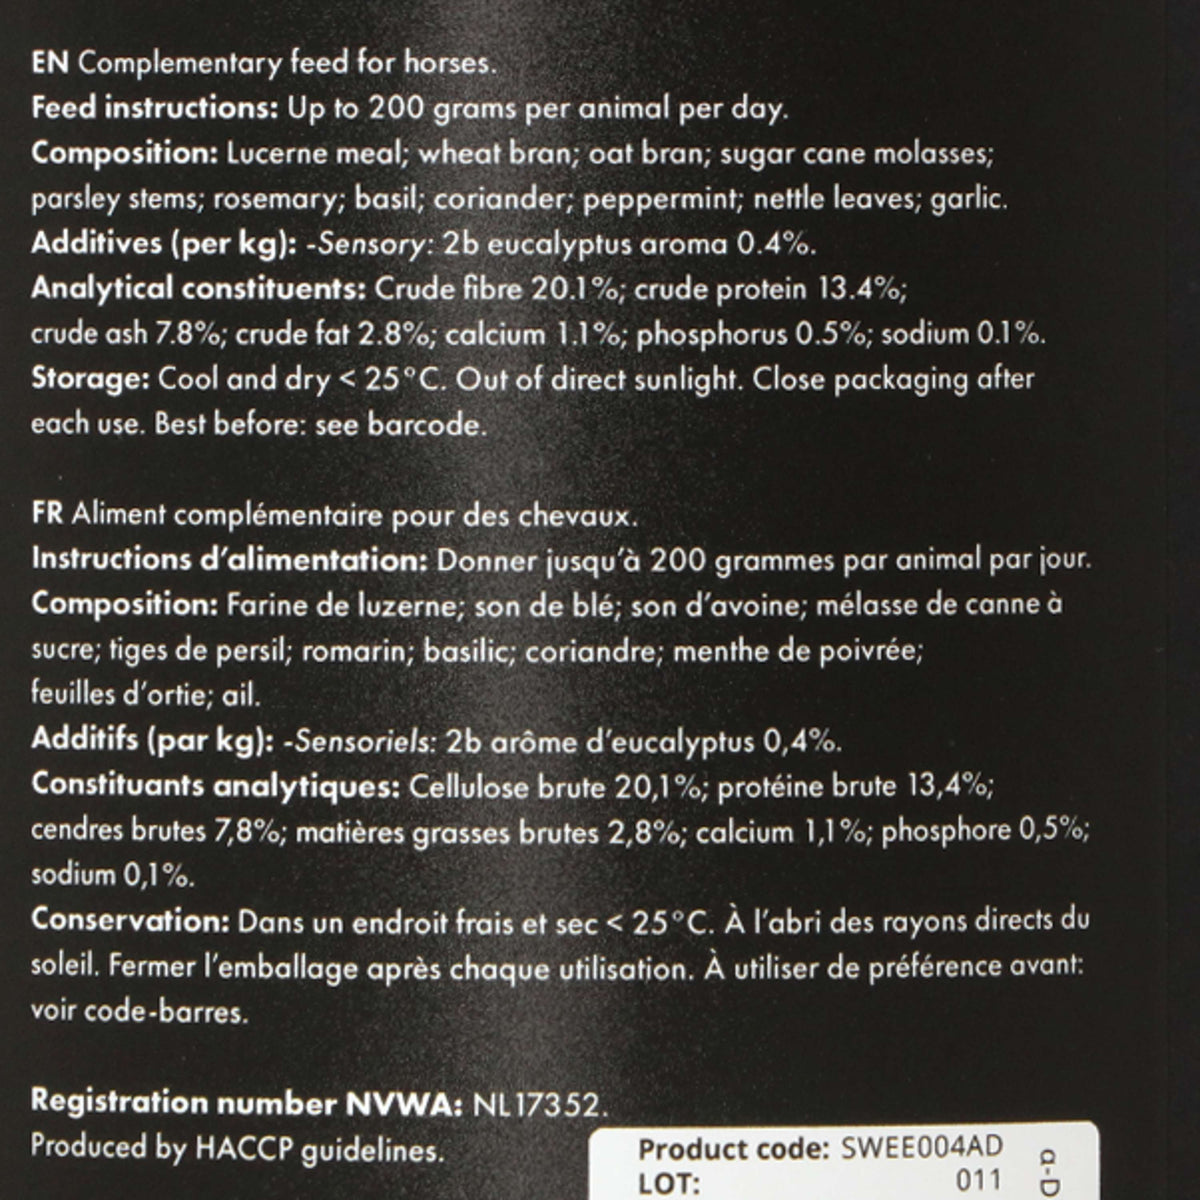 EN Complementary feed for horses.
Feed instructions: Up to 200 grams per animal per day.
Composition: Lucerne meal; wheat bran; oat bran; sugar cane molasses;
parsley stems; rosemary; basil; coriander; peppermint; nettle leaves; garlic.
Additives (per kg): -Sensory: 2b eucalyptus aroma 0.4%.
Analytical constituents: Crude fibre 20.1%; crude protein 13.4%;
crude ash 7.8%; crude fat 2.8%; calcium 1.1%; phosphorus 0.5%; sodium 0.1%.
Storage: Cool and dry < 25°C. Out of direct sunlight. Close packaging after
each use. Best before: see barcode.
FR Aliment complémentaire pour des chevaux.
Instructions d'alimentation: Donner jusqu'à 200 grammes par animal par jour.
Composition: Farine de luzerne; son de blé; son d'avoine; mélasse de canne à
sucre; tiges de persil; romarin; basilic; coriandre; menthe de poivrée;
feuilles d'ortie; ail.
Additifs (par kg): -Sensoriels: 2b arôme d'eucalyptus 0,4%.
Constituants analytiques: Cellulose brute 20,1%; protéine brute 13,4%;
cendres brutes 7,8%; matières grasses brutes 2,8%; calcium 1,1%; phosphore 0,5%;
sodium 0,1%.
Conservation: Dans un endroit frais et sec < 25°C. À l'abri des rayons directs du
soleil. Fermer l'emballage après chaque utilisation. À utiliser de préférence avant:
voir code-barres.
Registration number NVWA: NL17352.
Produced by HACCP guidelines.
Product code: SWEE004AD
LOT: 011